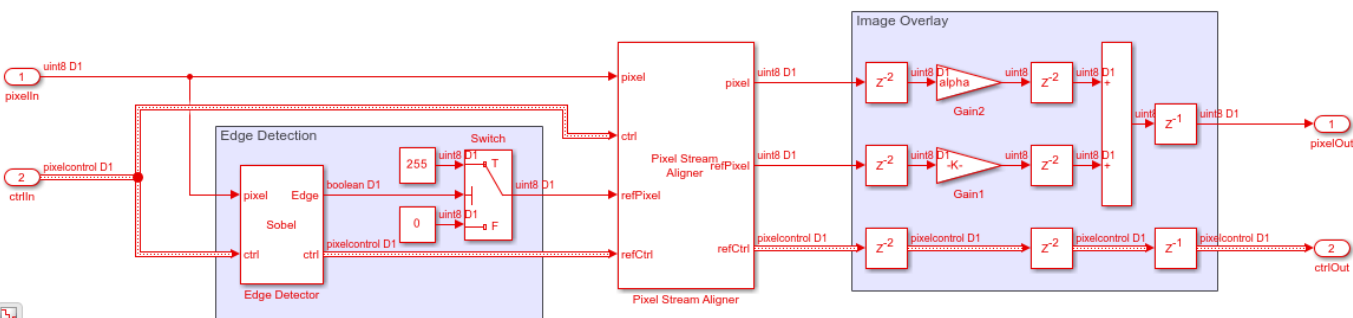 Image Overlay
1
uint8 D1
pixelIn
pixel
pixel
uint8 D1
z-2
uint8 D1
alpha
Gain2
uint8
z-2
uint8 D1
+
ctrl
Edge Detection
Switch
uint8 D1
255
T
z-1
uint8
uint8 D1
1
pixelOut
pixelcontrol D1
2
ctrlIn
pixel
Edge
boolean D1
Sobel
uint8 D1
refPixel
Pixel Stream
Aligner
refPixel
uint8 D1
z-2
uint8 D1
-K-
Gain1
uint8
z-2
uint8 D1
+
0
uint8 D1
F
ctrl
ctrl
pixelcontrol D1
Edge Detector
refCtrl
refCtrl
pixelcontrol D1
z-2
pixelcontrol D1
z-2
pixelcontrol D1
z-1
pixelcontrol D1
2
ctrlOut
Pixel Stream Aligner